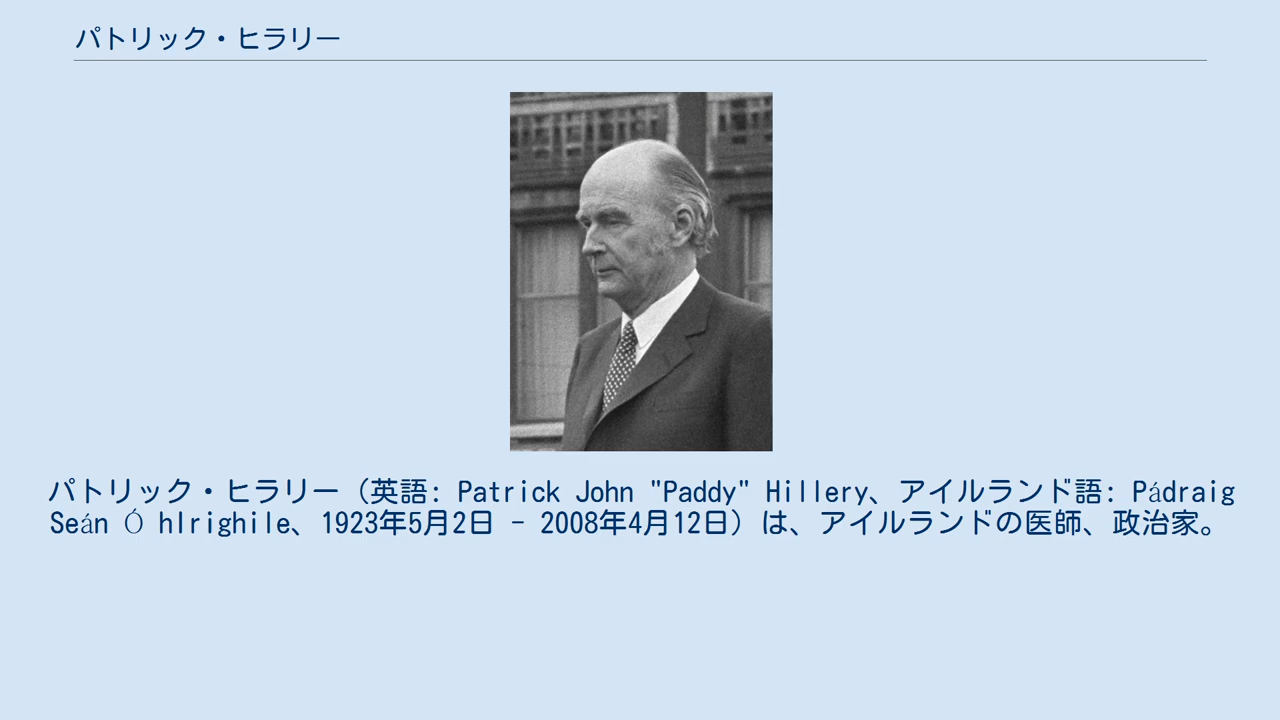 パトリック・ヒラリー
パトリック・ヒラリー（英語: Patrick John "Paddy" Hillery、アイルランド語: Pádraig
Seán Ó hIrighile、1923年5月2日 - 2008年4月12日）は、アイルランドの医師、政治家。